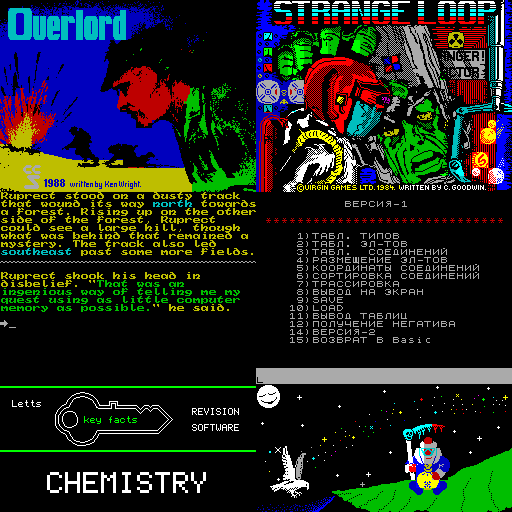 Overlord
CCS
1988 written by Ken Wright.
STRANGE LOOP
DANGER!
©VIRGIN GAMES LTD. 1984. WRITTEN BY C. GOODWIN.
Ruprect stood on a dusty track
that wound its way north towards
a forest. Rising up on the other
side of the forest, Ruprect
could see a large hill, though
what was behind that remained a
mystery. The track also led
southeast past some more fields.
Ruprect shook his head in
disbelief. "That was an
ingenious way of telling me my
quest using as little computer
memory as possible." he said.
ВЕРСИЯ-1
1) ТАБЛ. ТИПОВ
2) ТАБЛ. ЭЛ-ТОВ
3) ТАБЛ. СОЕДИНЕНИЙ
4) РАЗМЕЩЕНИЕ ЭЛ-ТОВ
5) КООРДИНАТЫ СОЕДИНЕНИЙ
6) СОРТИРОВКА СОЕДИНЕНИЙ
7) ТРАССИРОВКА
8) ВЫВОД НА ЭКРАН
9) SAVE
10) LOAD
11) ВЫВОД ТАБЛИЦ
12) ПОЛУЧЕНИЕ НЕГАТИВА
14) ВЕРСИЯ-2
15) ВОЗВРАТ В Basic
Letts
key facts
REVISION
SOFTWARE
CHEMISTRY